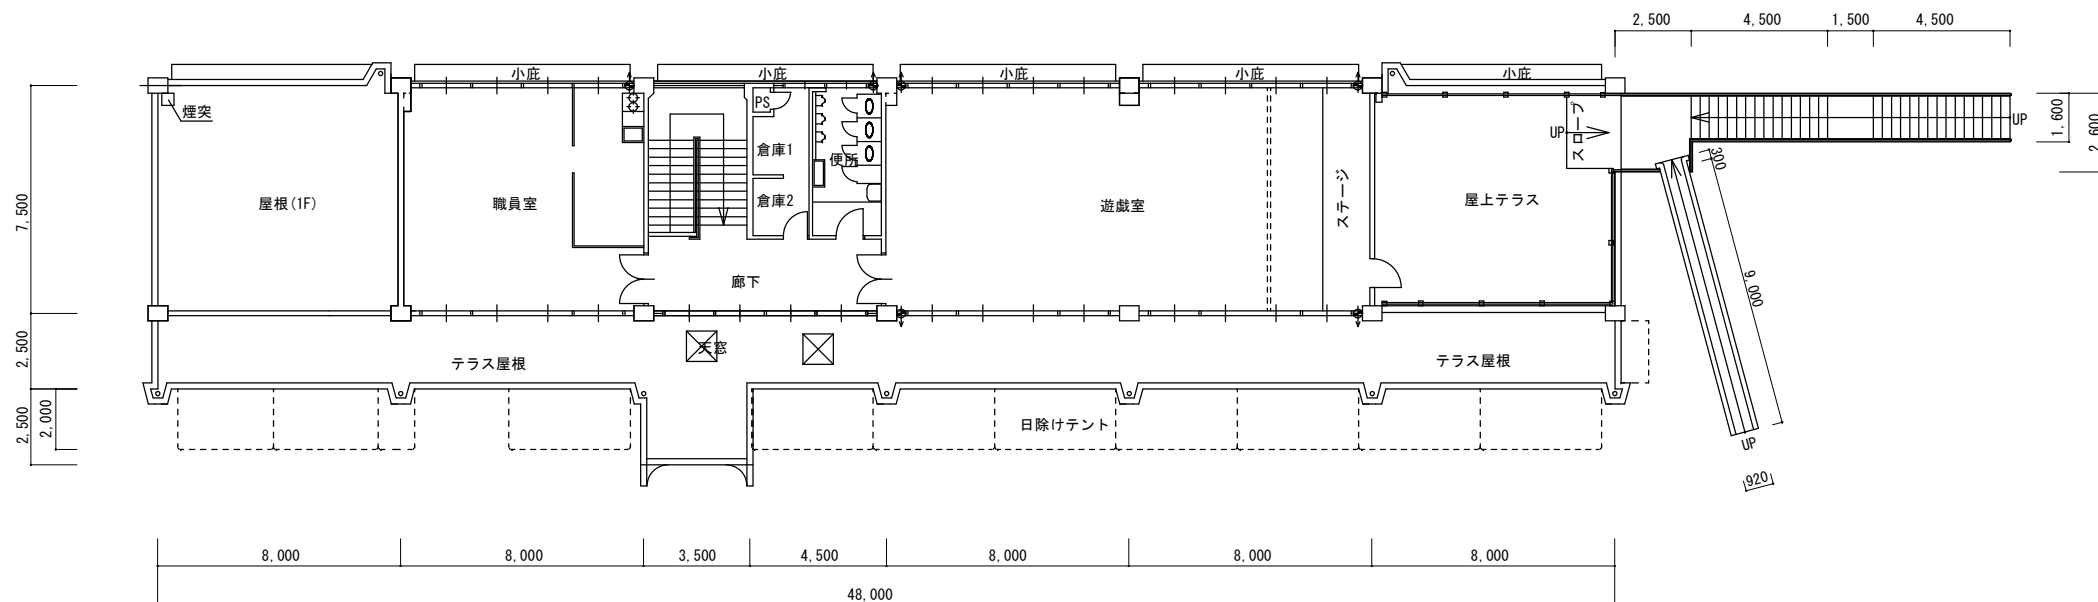 2,500
4,500
1,500
4,500
小庇
小庇
小庇
小庇
小庇
煙突
PS
倉庫1
倉庫2
便所
屋根(1F)
職員室
遊戯室
ステージ
屋上テラス
スロープ
UP
UP
1,600
2,600
300
9,000
UP
920
廊下
天窓
テラス屋根
テラス屋根
日除けテント
7,500
2,500
2,500
2,000
8,000
8,000
3,500
4,500
8,000
8,000
8,000
48,000